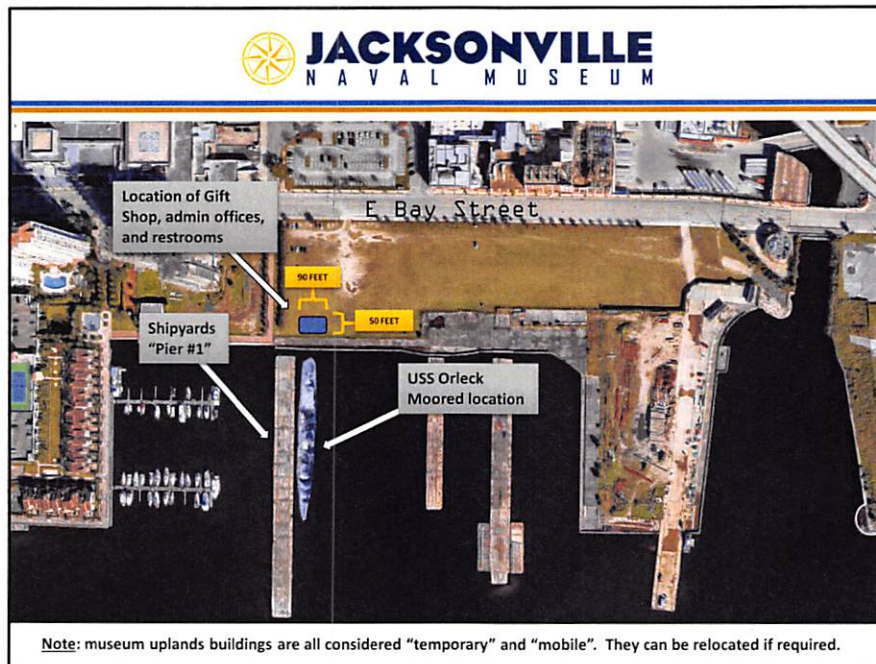 JACKSONVILLE
NAVAL MUSEUM
Location of Gift
Shop, admin offices,
and restrooms
E Bay Street
90 FEET
50 FEET
Shipyards
"Pier #1"
USS Orleck
Moored location
Note: museum uplands buildings are all considered "temporary" and "mobile". They can be relocated if required.